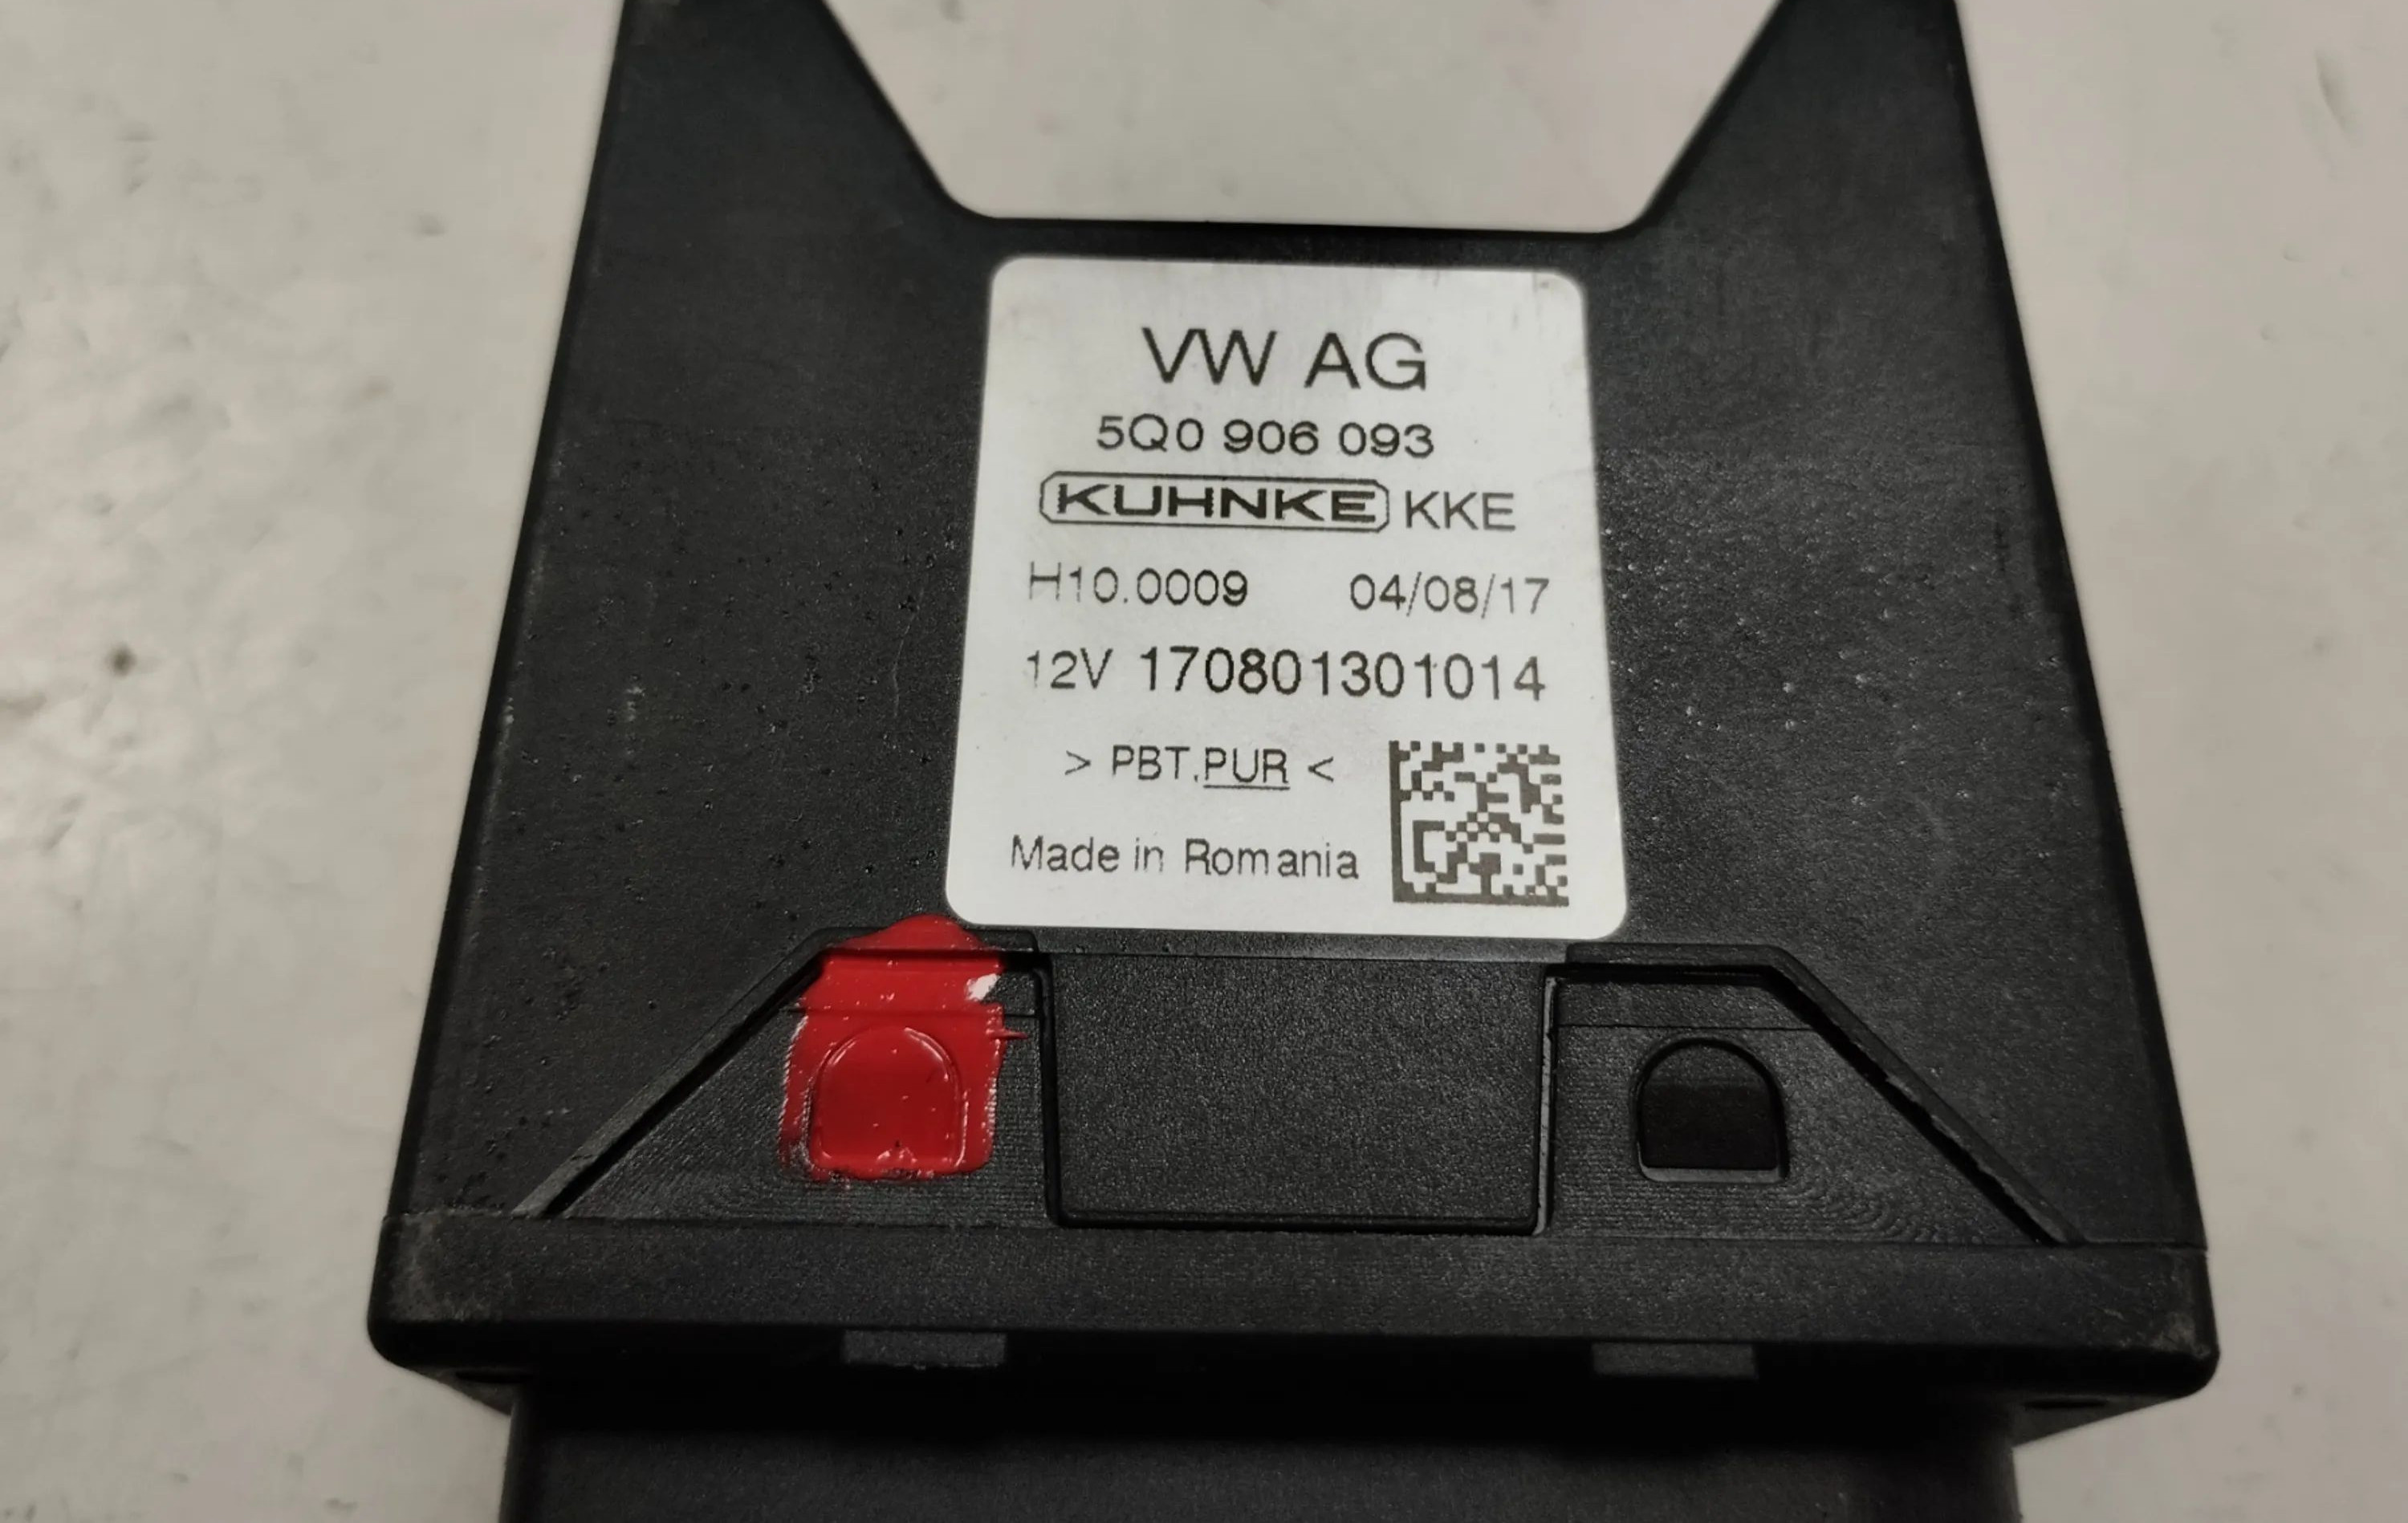 VW AG
5Q0 906 093
KUHNKE KKE
H10.0009 04/08/17
12V 170801301014
> PBT.PUR <
Made in Romania